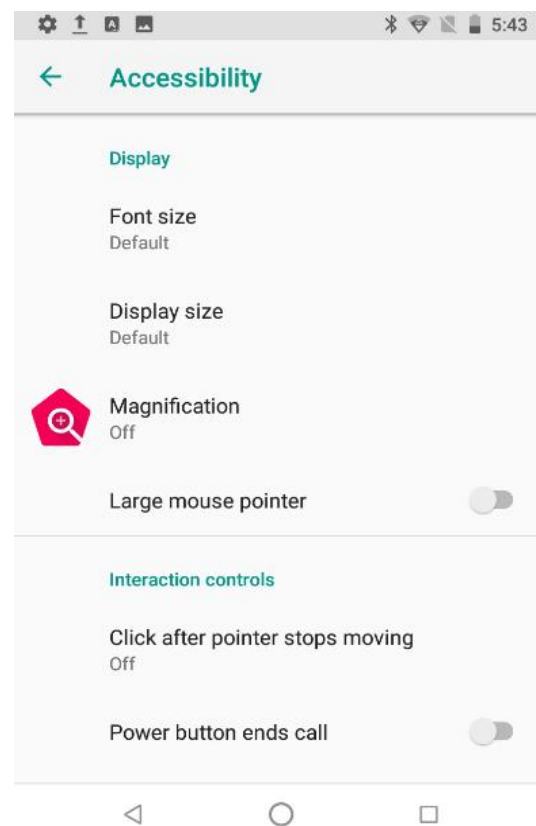 5:43
Accessibility
Display
Font size
Default
Display size
Default
Magnification
Off
Large mouse pointer
Interaction controls
Click after pointer stops moving
Off
Power button ends call